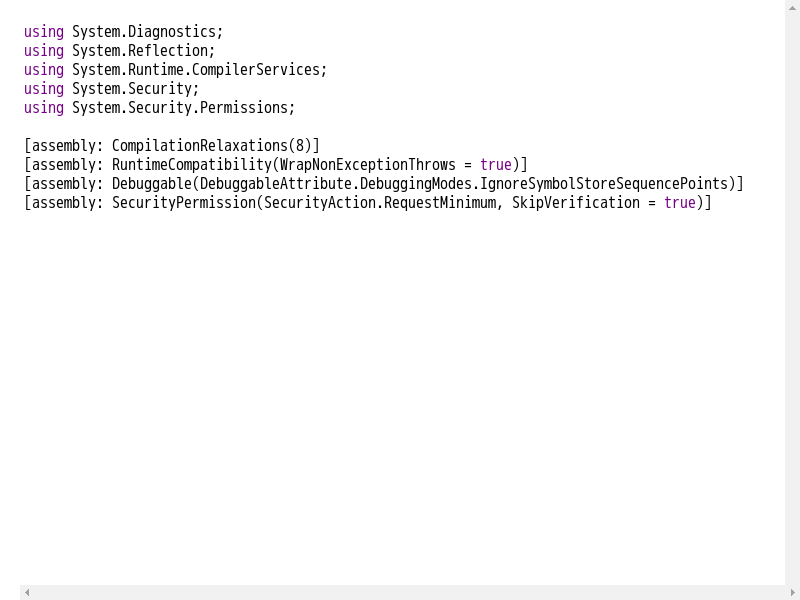 using System.Diagnostics;
using System.Reflection;
using System.Runtime.CompilerServices;
using System.Security;
using System.Security.Permissions;

[assembly: CompilationRelaxations(8)]
[assembly: RuntimeCompatibility(WrapNonExceptionThrows = true)]
[assembly: Debuggable(DebuggableAttribute.DebuggingModes.IgnoreSymbolStoreSequencePoints)]
[assembly: SecurityPermission(SecurityAction.RequestMinimum, SkipVerification = true)]